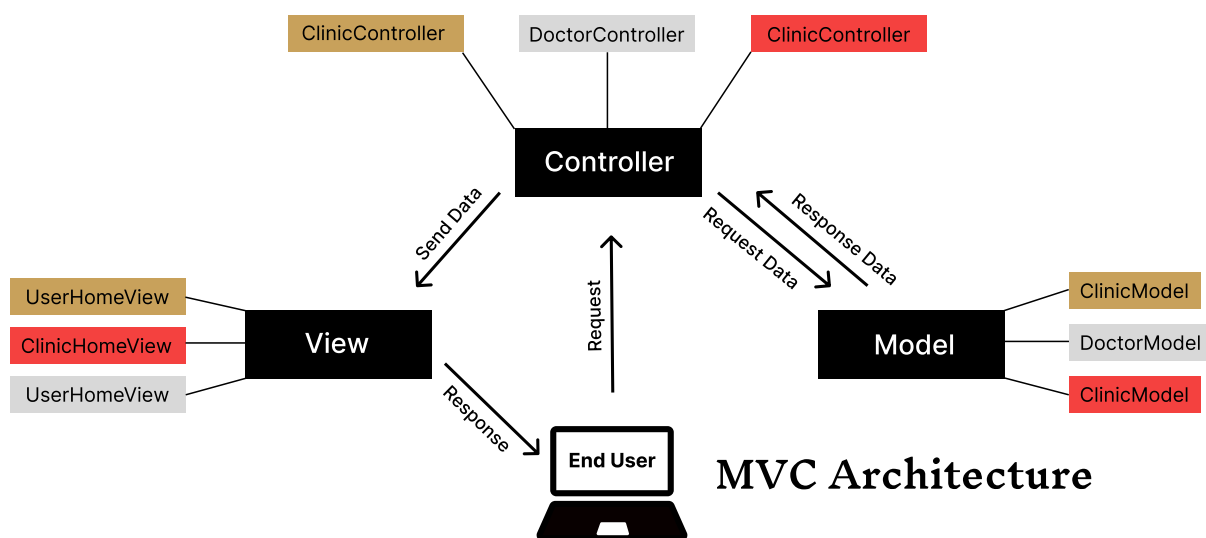 ClinicController
DoctorController
ClinicController
Controller
Send Data
Request Data
Response Data
Request
UserHomeView
ClinicHomeView
UserHomeView
View
Model
ClinicModel
DoctorModel
ClinicModel
Response
End User
MVC Architecture